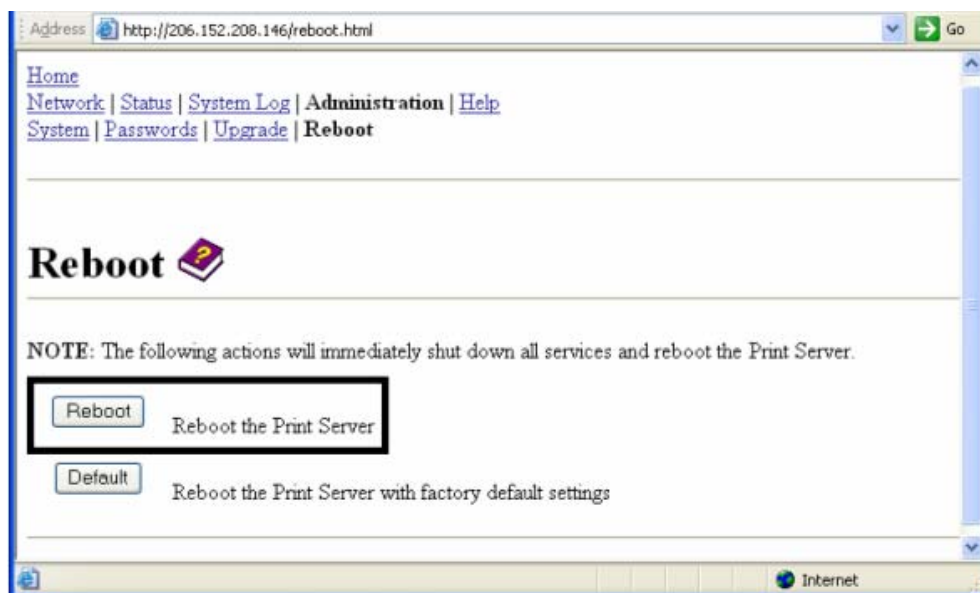 Address http://206.152.208.146/reboot.html Go
Home
Network | Status | System Log | Administration | Help
System | Passwords | Upgrade | Reboot
Reboot ?
NOTE: The following actions will immediately shut down all services and reboot the Print Server.
Reboot Reboot the Print Server
Default Reboot the Print Server with factory default settings
Internet